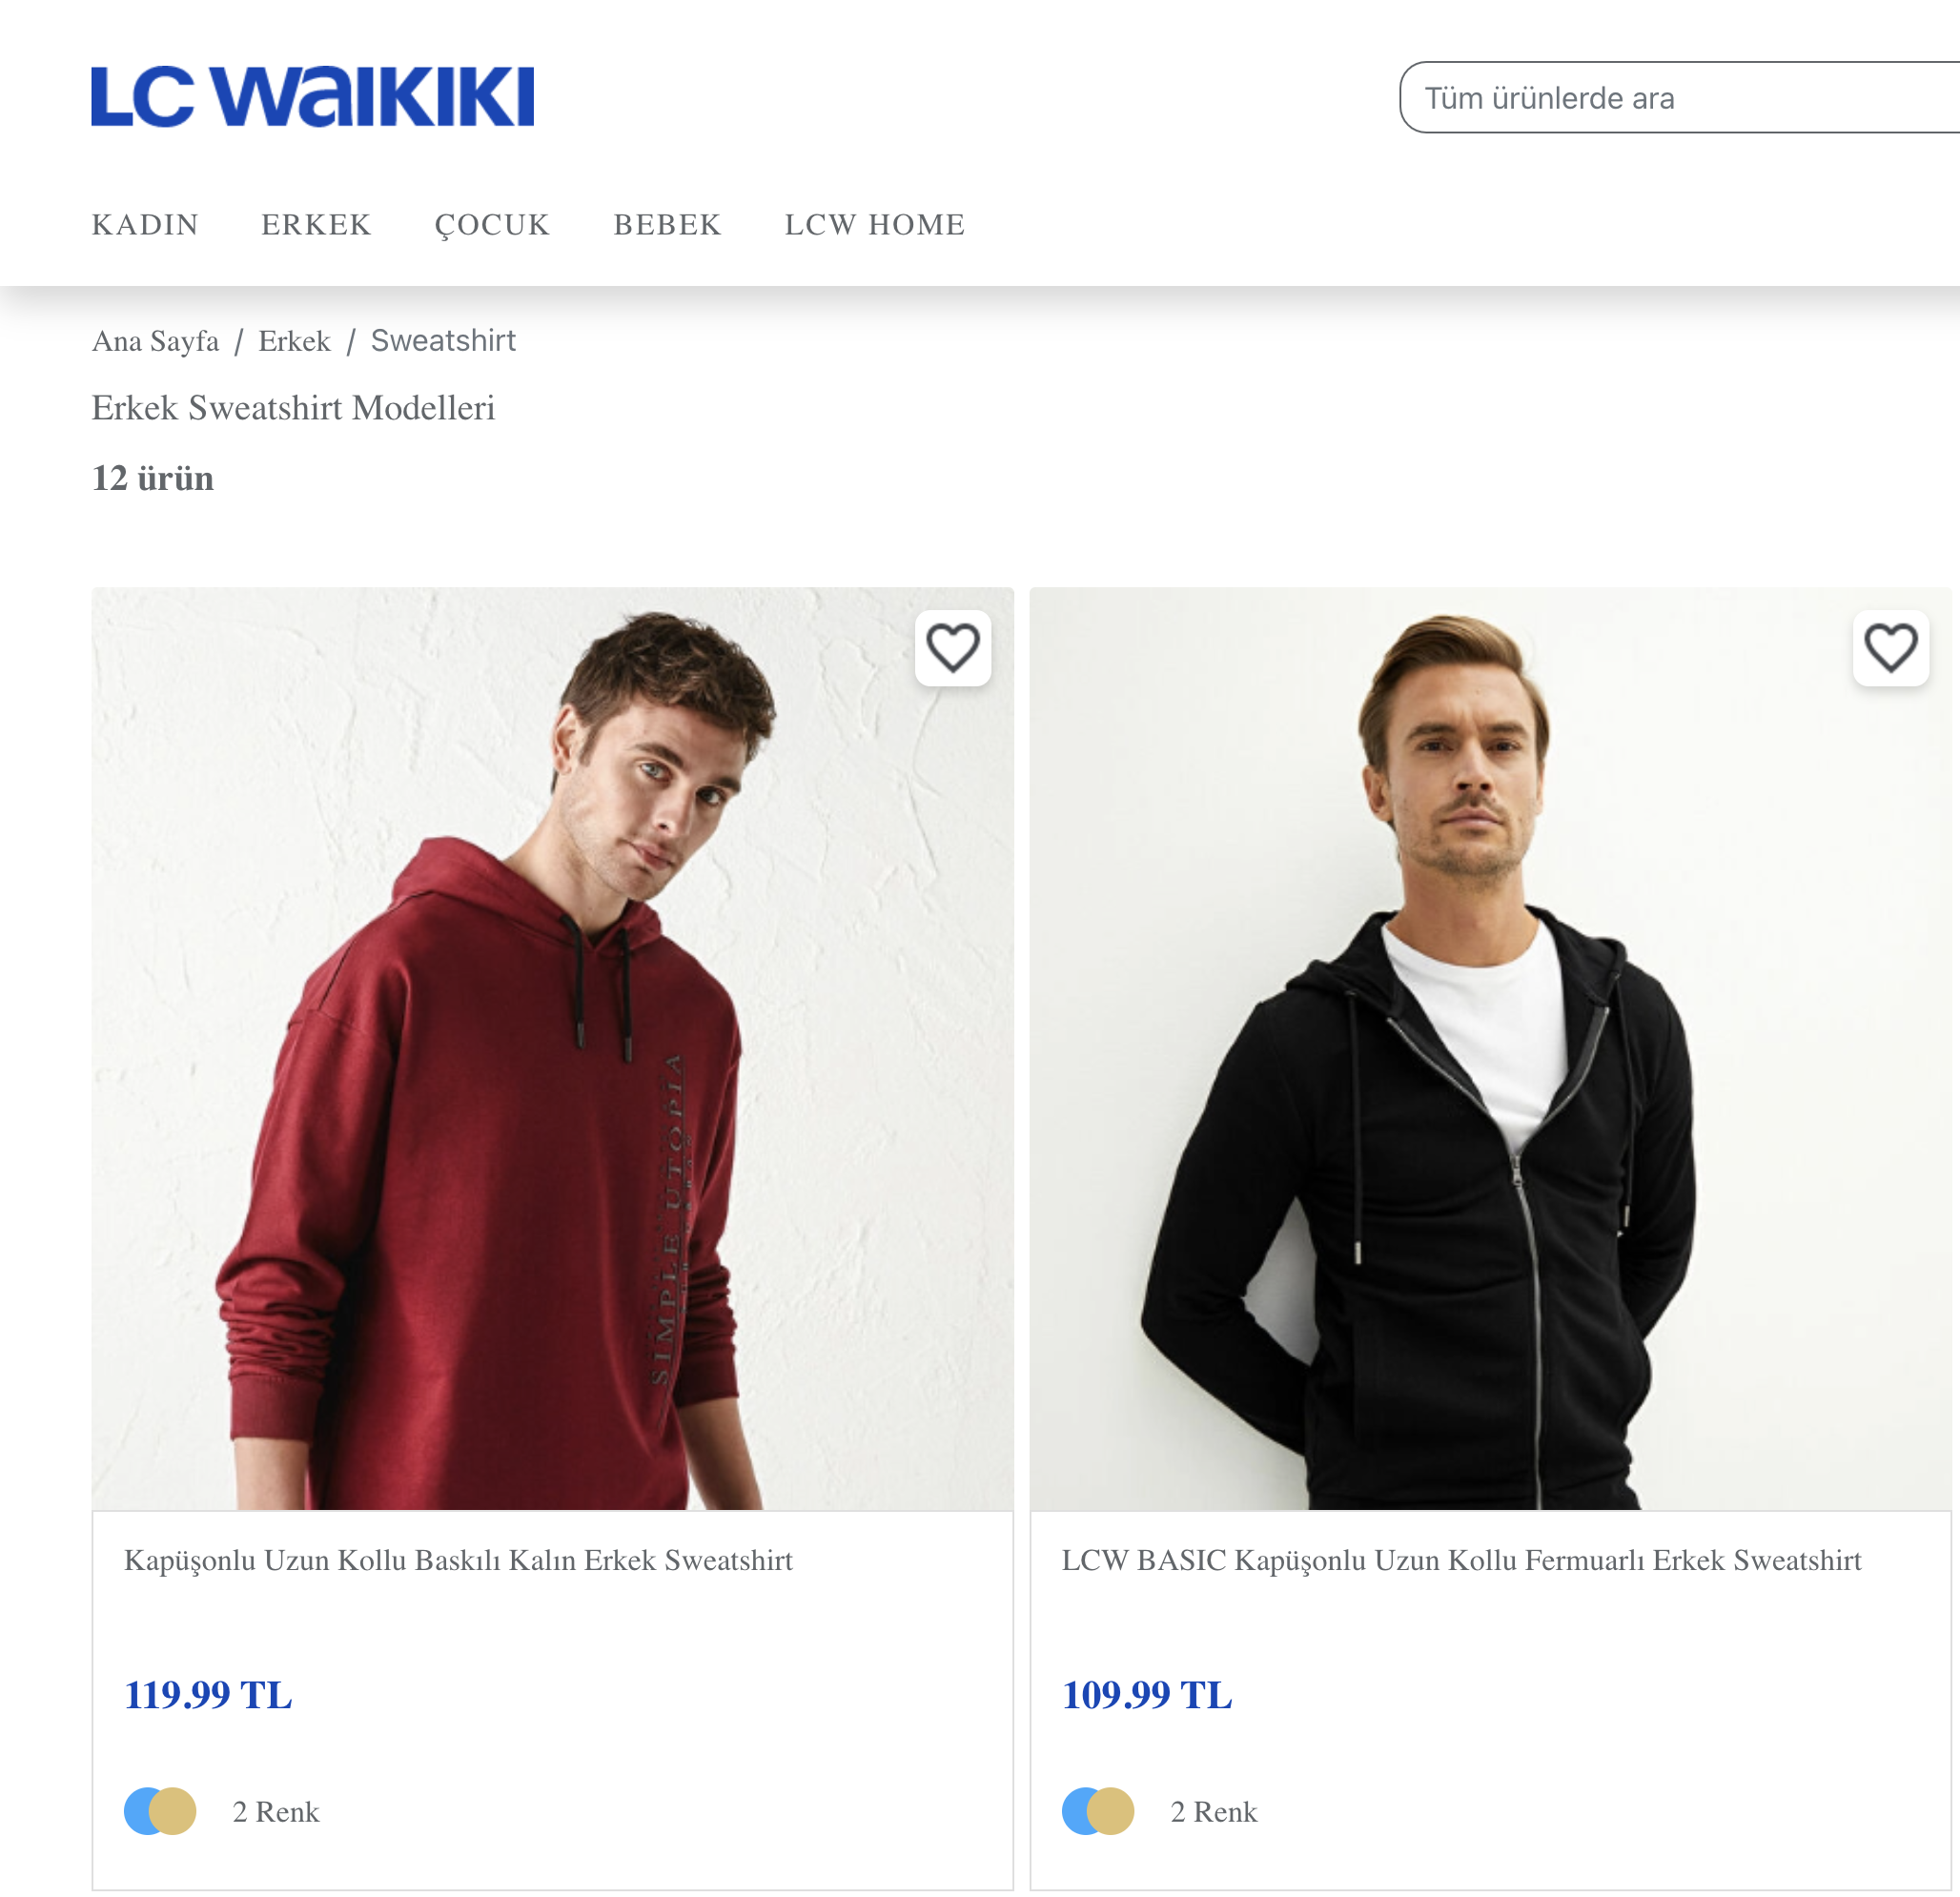 LC WAIKIKI
Tüm ürünlerde ara
KADIN ERKEK ÇOCUK BEBEK LCW HOME
Ana Sayfa / Erkek / Sweatshirt
Erkek Sweatshirt Modelleri
12 ürün
SIMPLE UTOPIA
Kapüşonlu Uzun Kollu Baskılı Kalın Erkek Sweatshirt
119.99 TL
2 Renk
LCW BASIC Kapüşonlu Uzun Kollu Fermuarlı Erkek Sweatshirt
109.99 TL
2 Renk